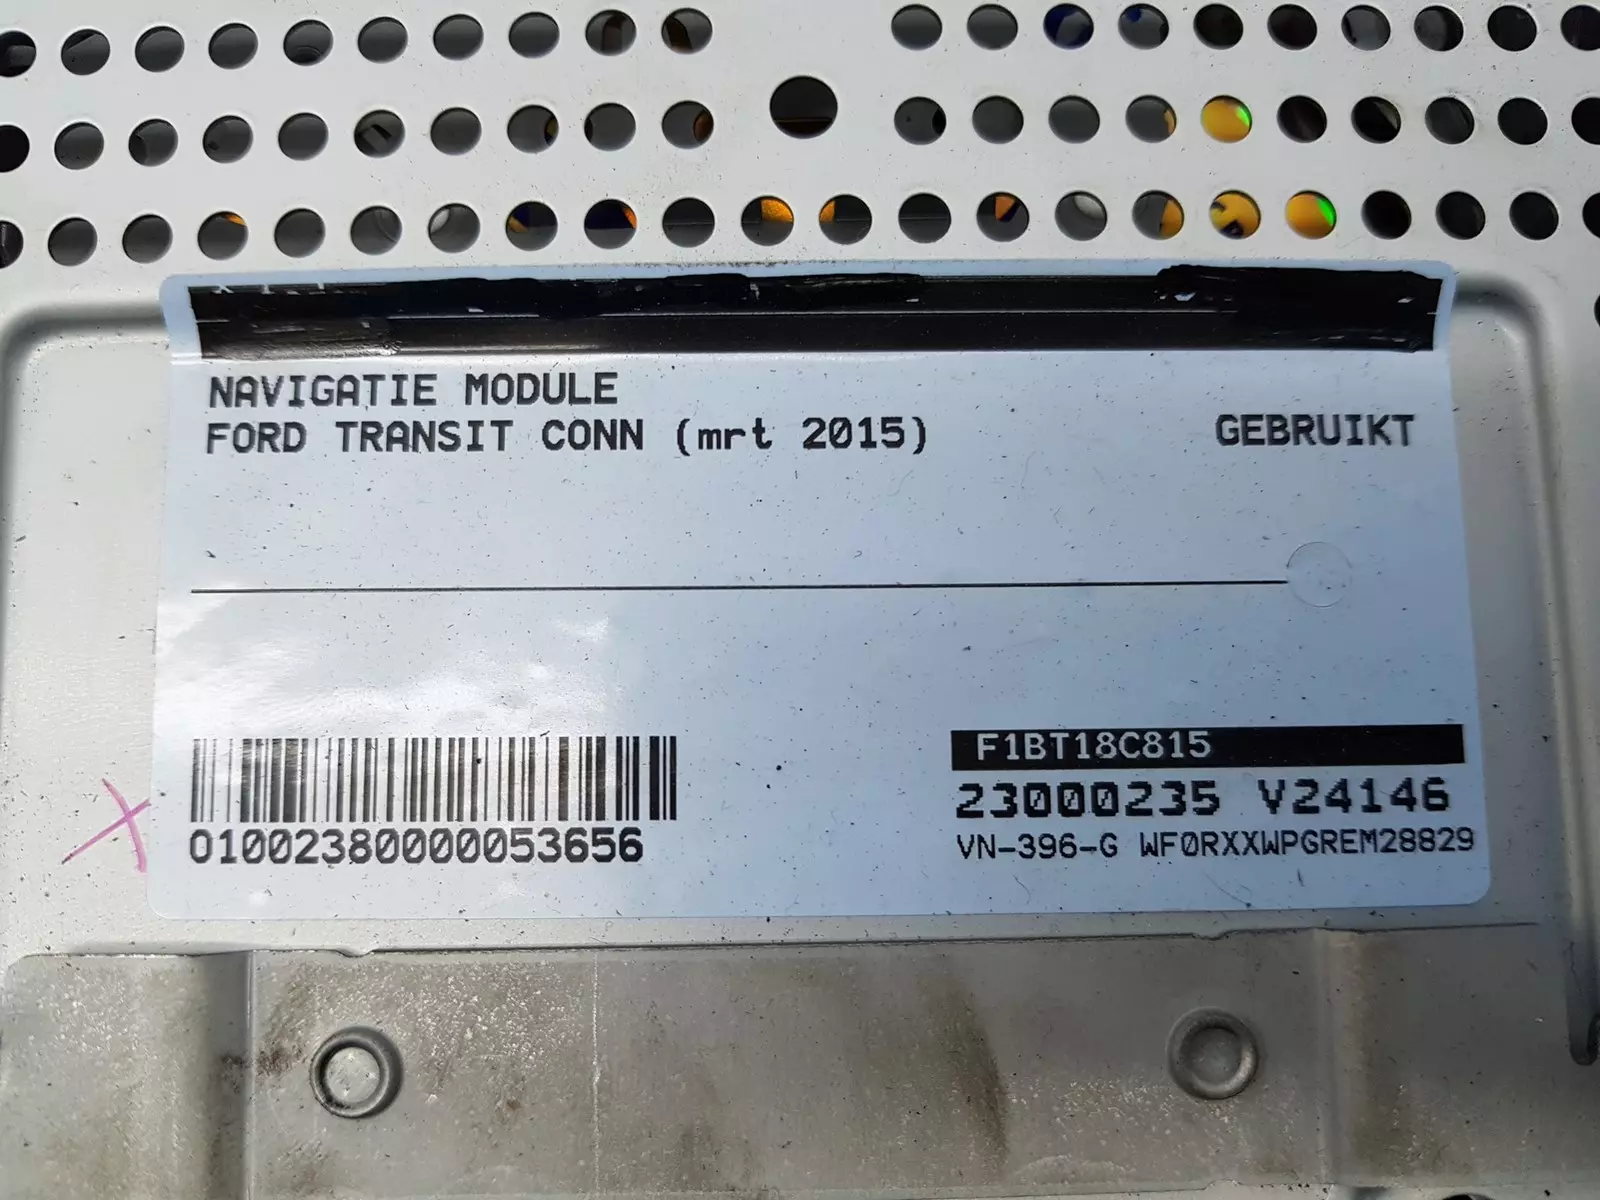 NAVIGATIE MODULE
FORD TRANSIT CONN (mrt 2015) GEBRUIKT
F1BT18C815
23000235 V24146
01002380000053656 VN-396-G WF0RXXWPGREM28829